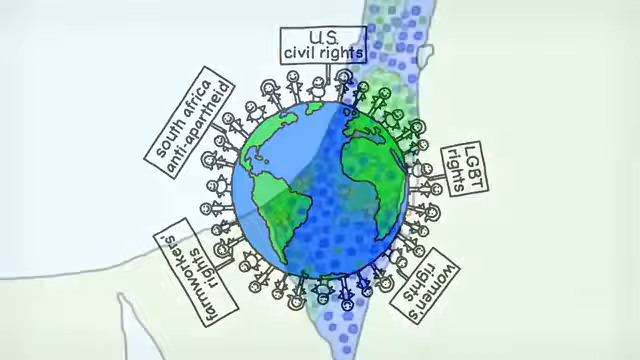 U.S.
civil rights
south africa
anti-apartheid
LGBT
rights
farmworkers'
rights
women's
rights